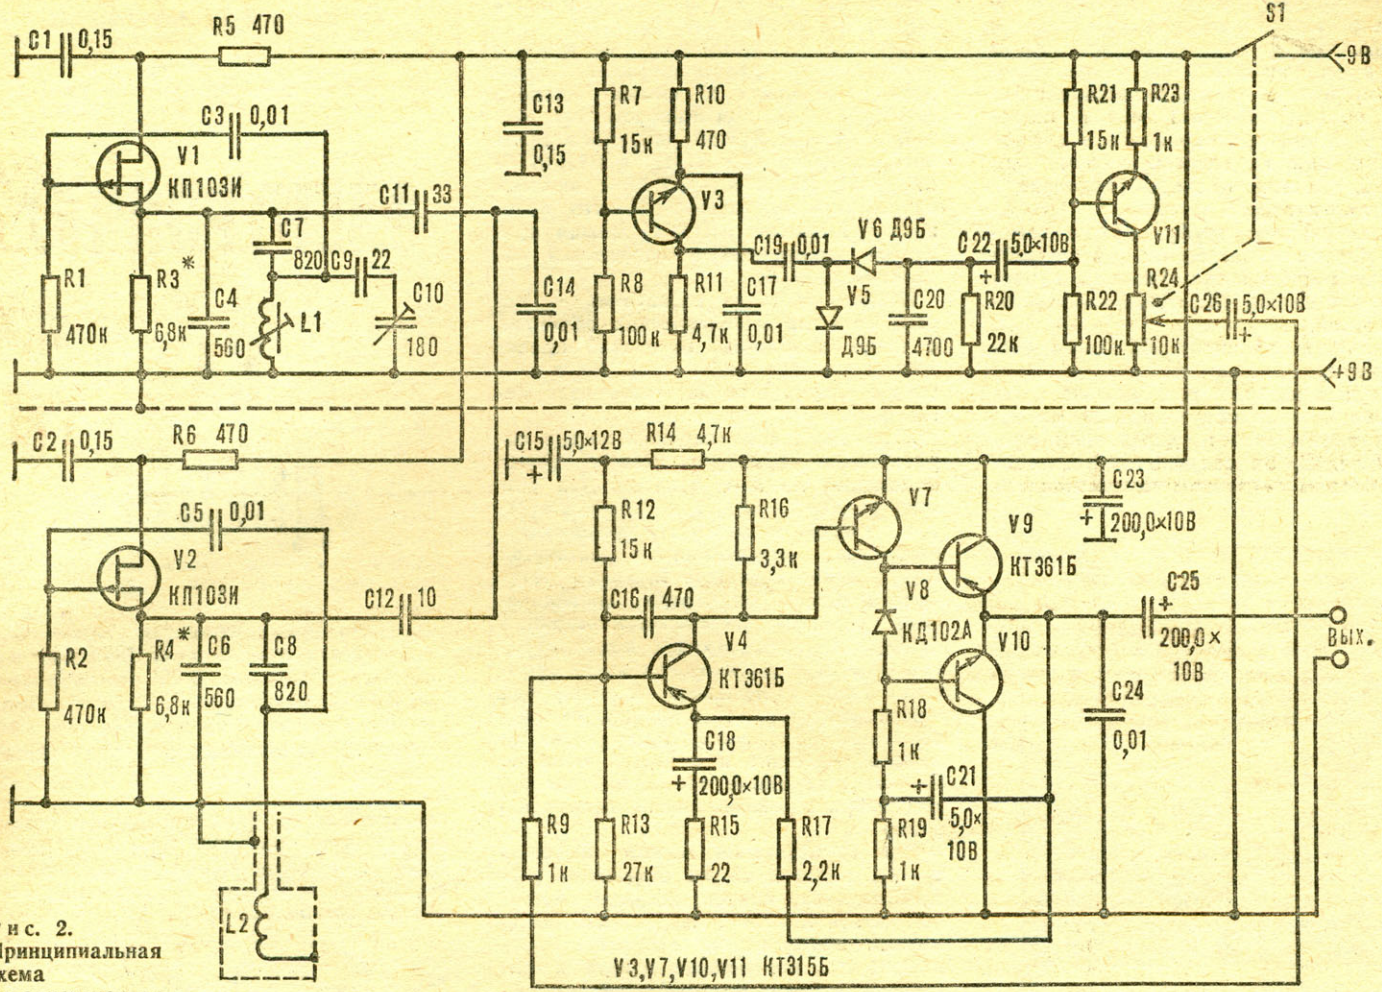 S1
C1 0,15
R5 470
-9В
C3 0,01
C13
0,15
R7
15к
R10
470
R21
15к
R23
1к
V1
КП103И
C11 33
V3
V6 Д9Б
C22 5,0×10В
V11
C7
820
C9 22
C19 0,01
R1
470к
R3 *
6,8к
C4
560
L1
C10
180
C14
0,01
R8
100к
R11
4,7к
C17
0,01
V5
Д9Б
C20
4700
+
R20
22к
R22
100к
R24
10к
C26 5,0×10В
+
+9В
C2 0,15
R6 470
C15 5,0×12В
+
R14 4,7к
C5 0,01
R12
15к
R16
3,3к
V7
V9
КТ361Б
C23
+ 200,0×10В
V2
КП103И
C12 10
C16 470
V8
КД102А
V10
C25
+
200,0×
10В
Вых.
R2
470к
R4 *
6,8к
C6
560
C8
820
V4
КТ361Б
C18
+ 200,0×10В
R18
1к
C24
0,01
+ C21
5,0×
10В
R9
1к
R13
27к
R15
22
R17
2,2к
R19
1к
L2
ис. 2.
Принципиальная
хема
V3,V7,V10,V11 КТ315Б